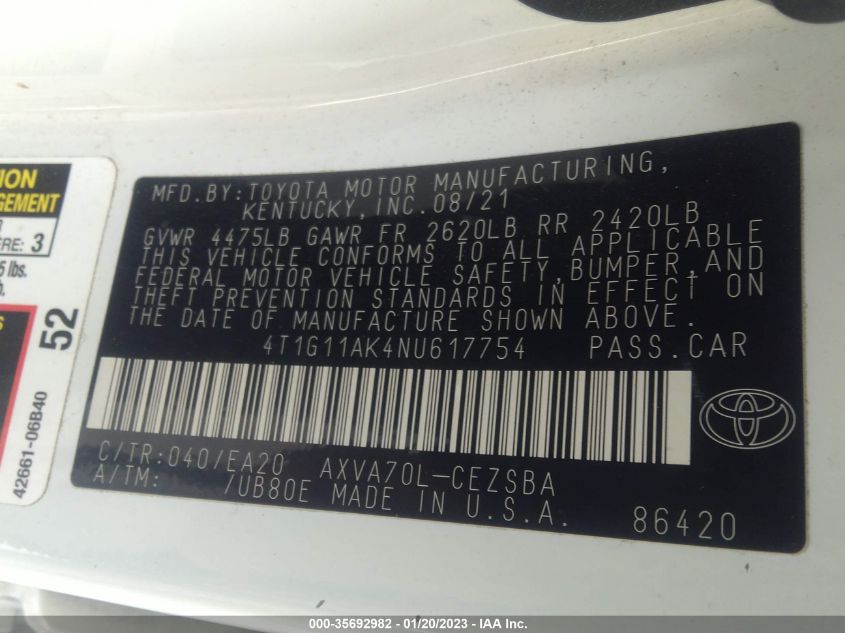 MFD.BY:TOYOTA MOTOR MANUFACTURING,
KENTUCKY,INC.08/21
GVWR 4475LB GAWR FR 2620LB RR 2420LB
THIS VEHICLE CONFORMS TO ALL APPLICABLE
FEDERAL MOTOR VEHICLE SAFETY,BUMPER,AND
THEFT PREVENTION STANDARDS IN EFFECT ON
THE DATE OF MANUFACTURE SHOWN ABOVE.
4T1G11AK4NU617754 PASS.CAR
C/TR:040/EA20 AXVA70L-CEZSBA
A/TM: /UB80E MADE IN U.S.A.
86420
ION
GEMENT
ERE: 3
5 lbs.
52
42661-06B40
000-35692982 - 01/20/2023 - IAA Inc.